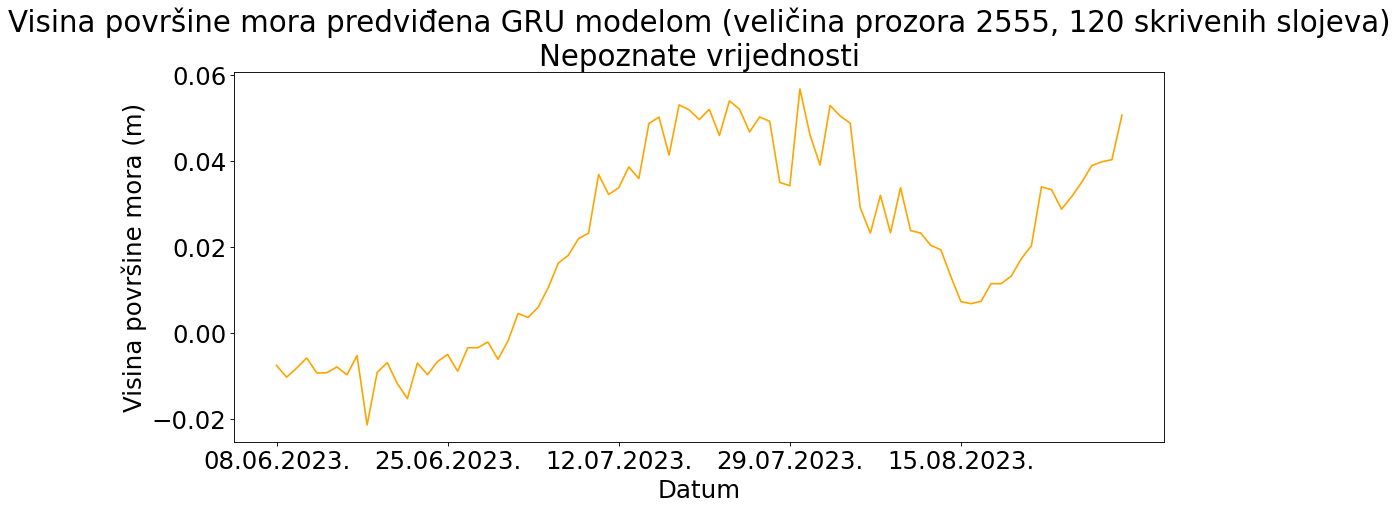 Visina površine mora predviđena GRU modelom (veličina prozora 2555, 120 skrivenih slojeva)
Nepoznate vrijednosti
Visina površine mora (m)
0.06
0.04
0.02
0.00
−0.02
08.06.2023. 25.06.2023. 12.07.2023. 29.07.2023. 15.08.2023.
Datum